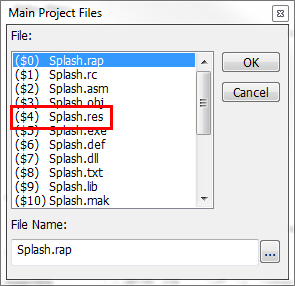 Main Project Files
File:
($0) Splash.rap
($1) Splash.rc
($2) Splash.asm
($3) Splash.obj
($4) Splash.res
($5) Splash.exe
($6) Splash.def
($7) Splash.dll
($8) Splash.txt
($9) Splash.lib
($10) Splash.mak
OK
Cancel
File Name:
Splash.rap
...